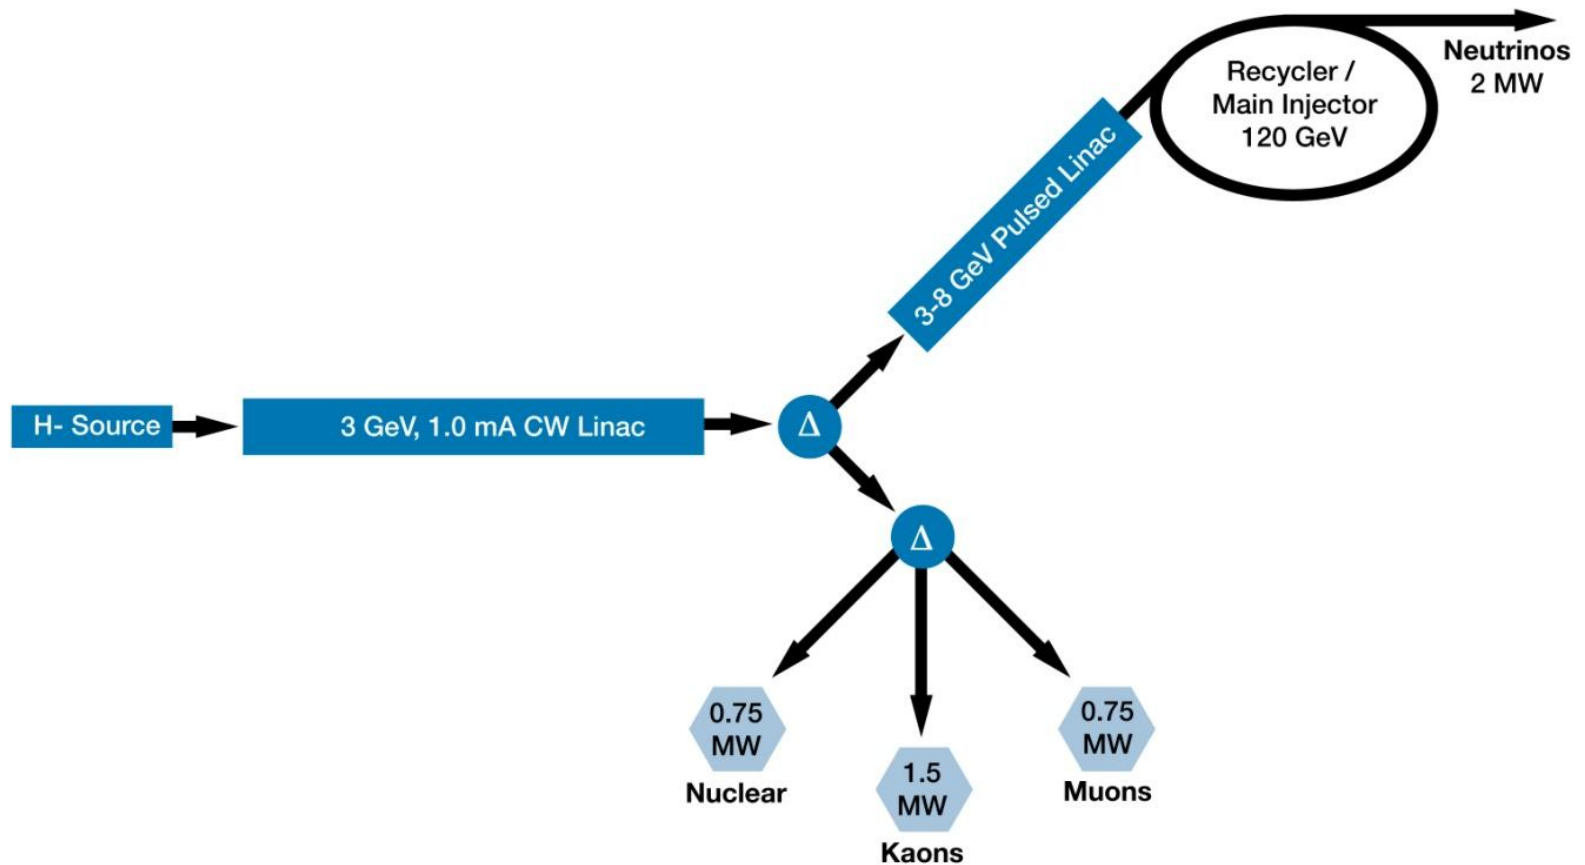 Neutrinos
2 MW
Recycler /
Main Injector
120 GeV
3-8 GeV Pulsed Linac
H- Source
3 GeV, 1.0 mA CW Linac
Δ
Δ
0.75
MW
Nuclear
1.5
MW
Kaons
0.75
MW
Muons